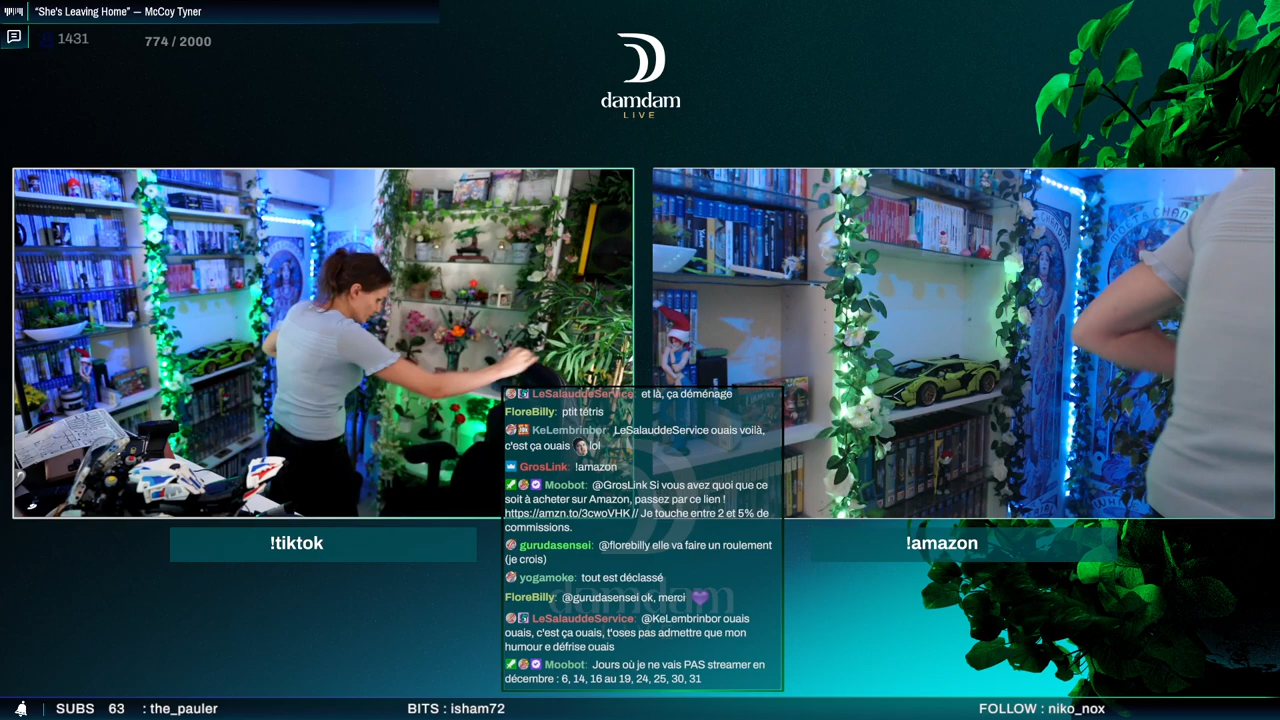 “She's Leaving Home” — McCoy Tyner
1431
774 / 2000
damdam
LIVE
!tiktok
!amazon
LeSalauddeService: et là, ça déménage
FloreBilly: ptit tétris
KeLembrinbor: LeSalauddeService ouais voilà,
c'est ça ouais lol
GrosLink: !amazon
Moobot: @GrosLink Si vous avez quoi que ce
soit à acheter sur Amazon, passez par ce lien !
https://amzn.to/3cwoVHK // Je touche entre 2 et 5% de
commissions.
gurudasensei: @florebilly elle va faire un roulement
(je crois)
yogamoke: tout est déclassé
FloreBilly: @gurudasensei ok, merci
LeSalauddeService: @KeLembrinbor ouais
ouais, c'est ça ouais, t'oses pas admettre que mon
humour e défrise ouais
Moobot: Jours où je ne vais PAS streamer en
décembre : 6, 14, 16 au 19, 24, 25, 30, 31
damdam
SUBS 63 : the_pauler
BITS : isham72
FOLLOW : niko_nox